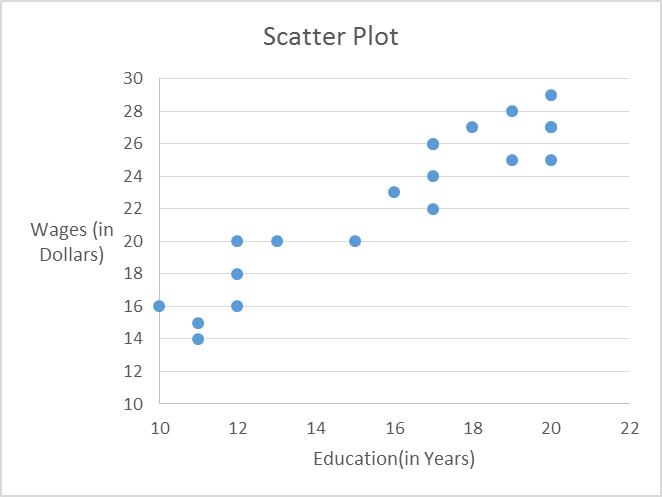 Scatter Plot
30
28
26
24
22
20
18
16
14
12
10
Wages (in
Dollars)
10 12 14 16 18 20 22
Education(in Years)